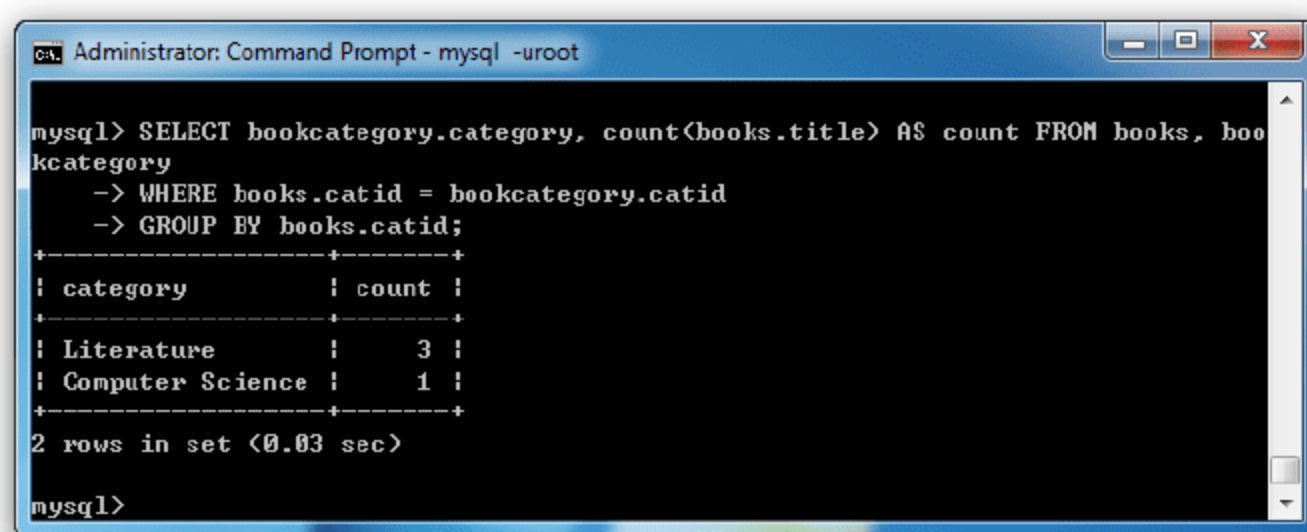 Administrator: Command Prompt - mysql -uroot
mysql> SELECT bookcategory.category, count(books.title) AS count FROM books, boo
kcategory
    -> WHERE books.catid = bookcategory.catid
    -> GROUP BY books.catid;
+------------------+-------+
| category         | count |
+------------------+-------+
| Literature       |     3 |
| Computer Science |     1 |
+------------------+-------+
2 rows in set (0.03 sec)
mysql>